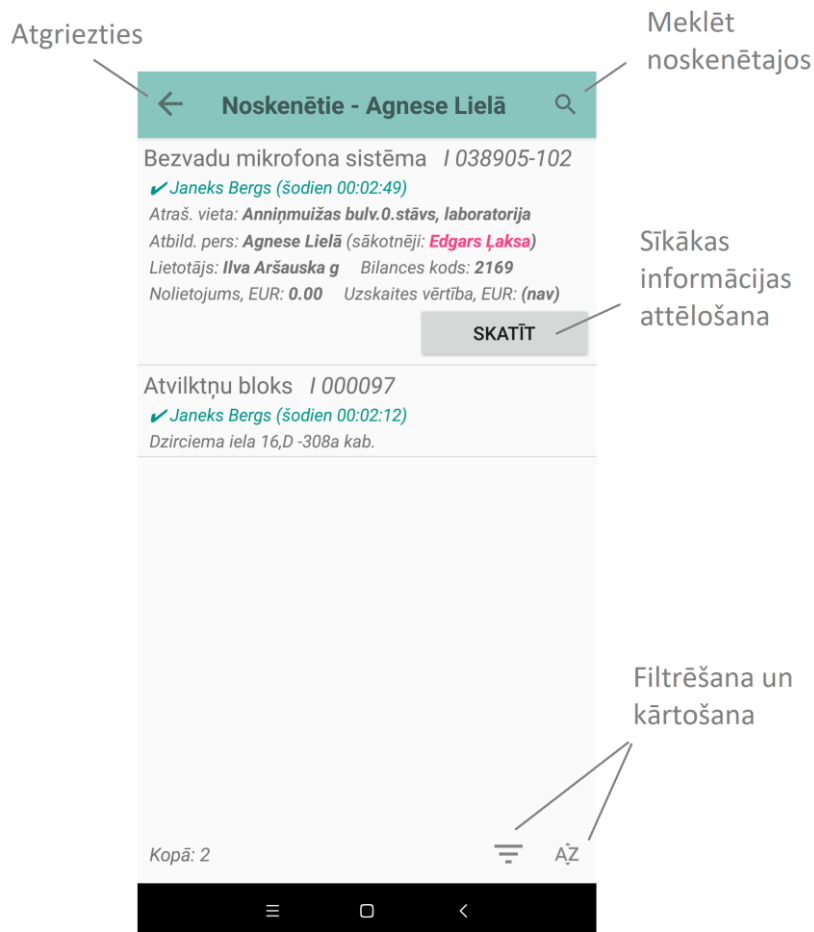 Atgriezties
Meklēt
noskenētajos
Noskenētie - Agnese Lielā
Bezvadu mikrofona sistēma I 038905-102
✔ Janeks Bergs (šodien 00:02:49)
Atraš. vieta: Anniņmuižas bulv.0.stāvs, laboratorija
Atbild. pers: Agnese Lielā (sākotnēji: Edgars Ļaksa)
Lietotājs: Ilva Aršauska g Bilances kods: 2169
Nolietojums, EUR: 0.00 Uzskaites vērtība, EUR: (nav)
SKATĪT
Sīkākas
informācijas
attēlošana
Atvilktņu bloks I 000097
✔ Janeks Bergs (šodien 00:02:12)
Dzirciema iela 16,D -308a kab.
Filtrēšana un
kārtošana
Kopā: 2
AZ